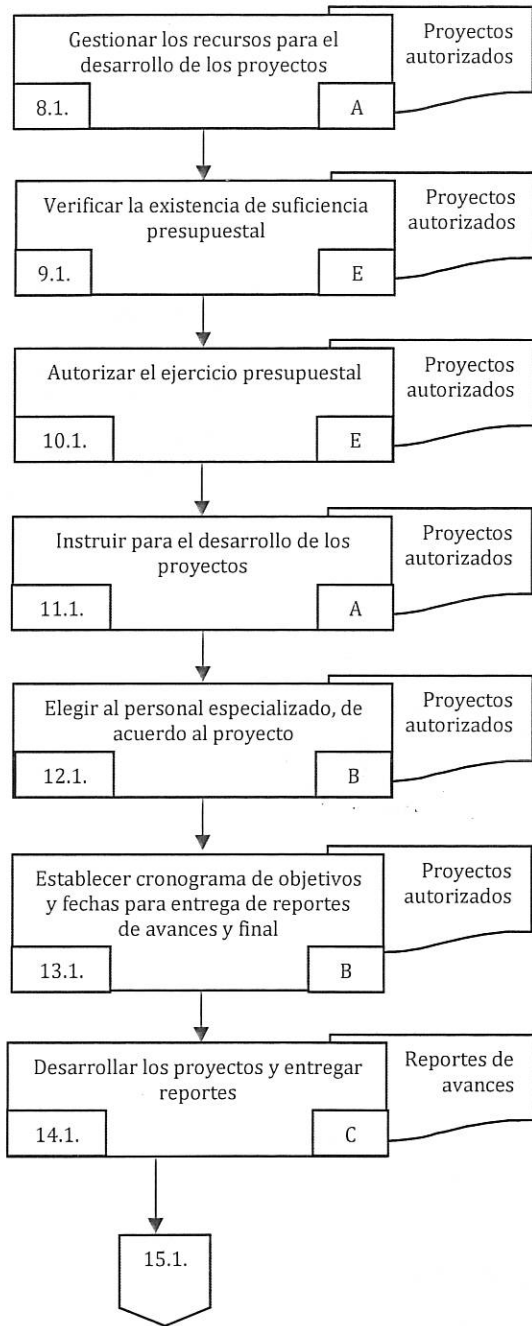 Gestionar los recursos para el
desarrollo de los proyectos
8.1.
A
Proyectos
autorizados
Verificar la existencia de suficiencia
presupuestal
9.1.
E
Proyectos
autorizados
Autorizar el ejercicio presupuestal
10.1.
E
Proyectos
autorizados
Instruir para el desarrollo de los
proyectos
11.1.
A
Proyectos
autorizados
Elegir al personal especializado, de
acuerdo al proyecto
12.1.
B
Proyectos
autorizados
Establecer cronograma de objetivos
y fechas para entrega de reportes
de avances y final
13.1.
B
Proyectos
autorizados
Desarrollar los proyectos y entregar
reportes
14.1.
C
Reportes de
avances
15.1.